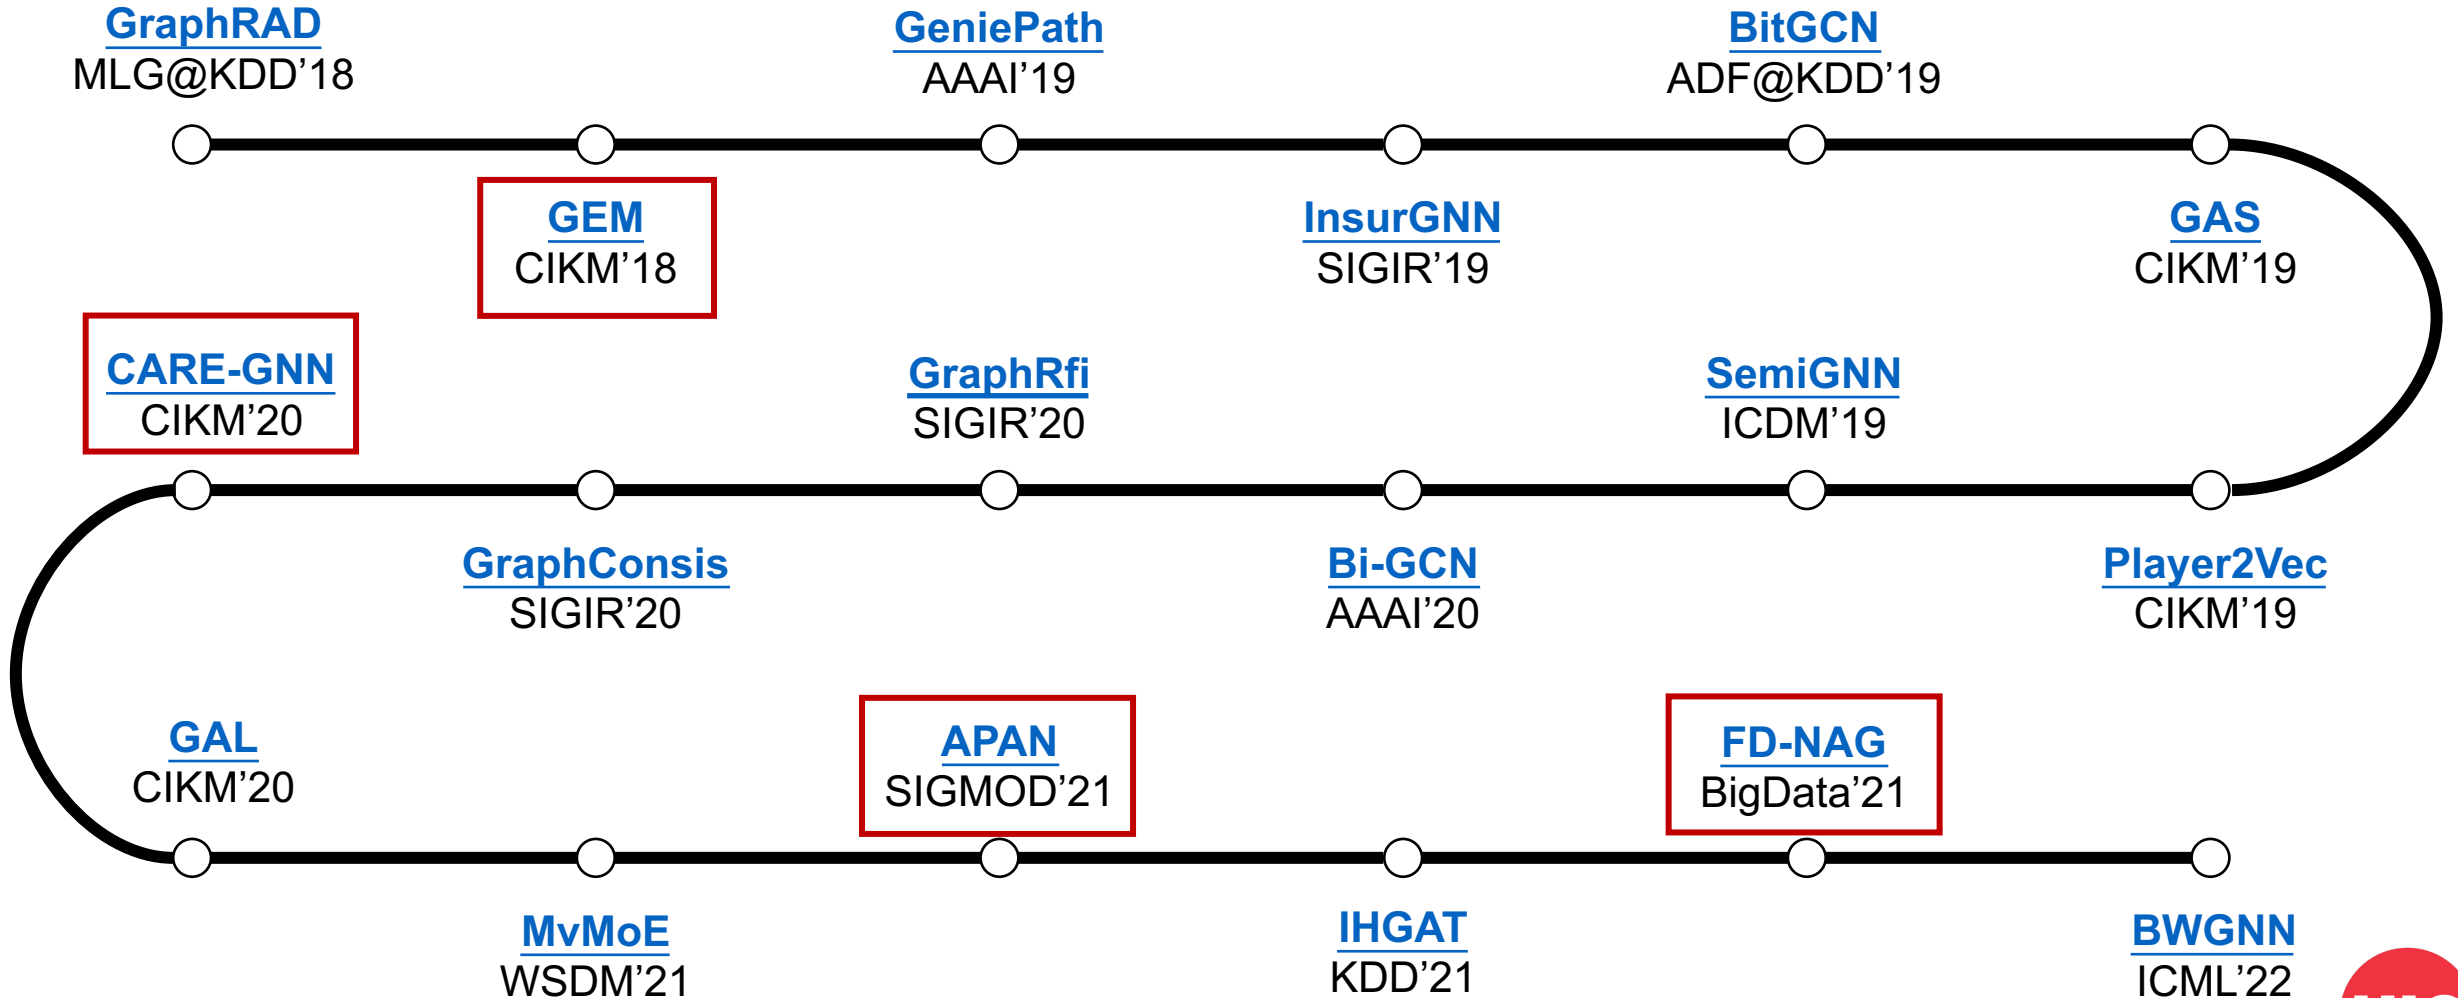 GraphRAD
MLG@KDD’18
GeniePath
AAAI’19
BitGCN
ADF@KDD’19
GEM
CIKM’18
InsurGNN
SIGIR’19
GAS
CIKM’19
CARE-GNN
CIKM’20
GraphRfi
SIGIR’20
SemiGNN
ICDM’19
GraphConsis
SIGIR’20
Bi-GCN
AAAI’20
Player2Vec
CIKM’19
GAL
CIKM’20
APAN
SIGMOD’21
FD-NAG
BigData’21
MvMoE
WSDM’21
IHGAT
KDD’21
BWGNN
ICML’22